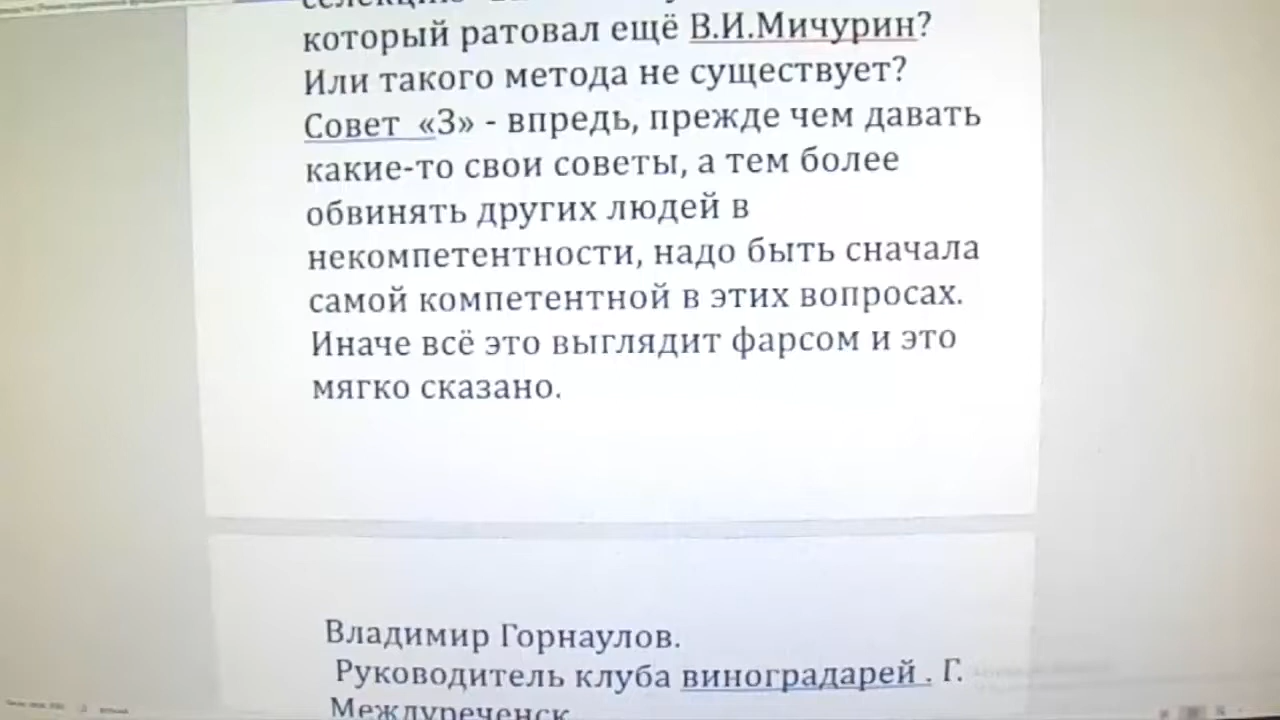 который ратовал ещё В.И.Мичурин?
Или такого метода не существует?
Совет «З» - впредь, прежде чем давать
какие-то свои советы, а тем более
обвинять других людей в
некомпетентности, надо быть сначала
самой компетентной в этих вопросах.
Иначе всё это выглядит фарсом и это
мягко сказано.
Владимир Горнаулов.
Руководитель клуба виноградарей . Г.
Междуреченск